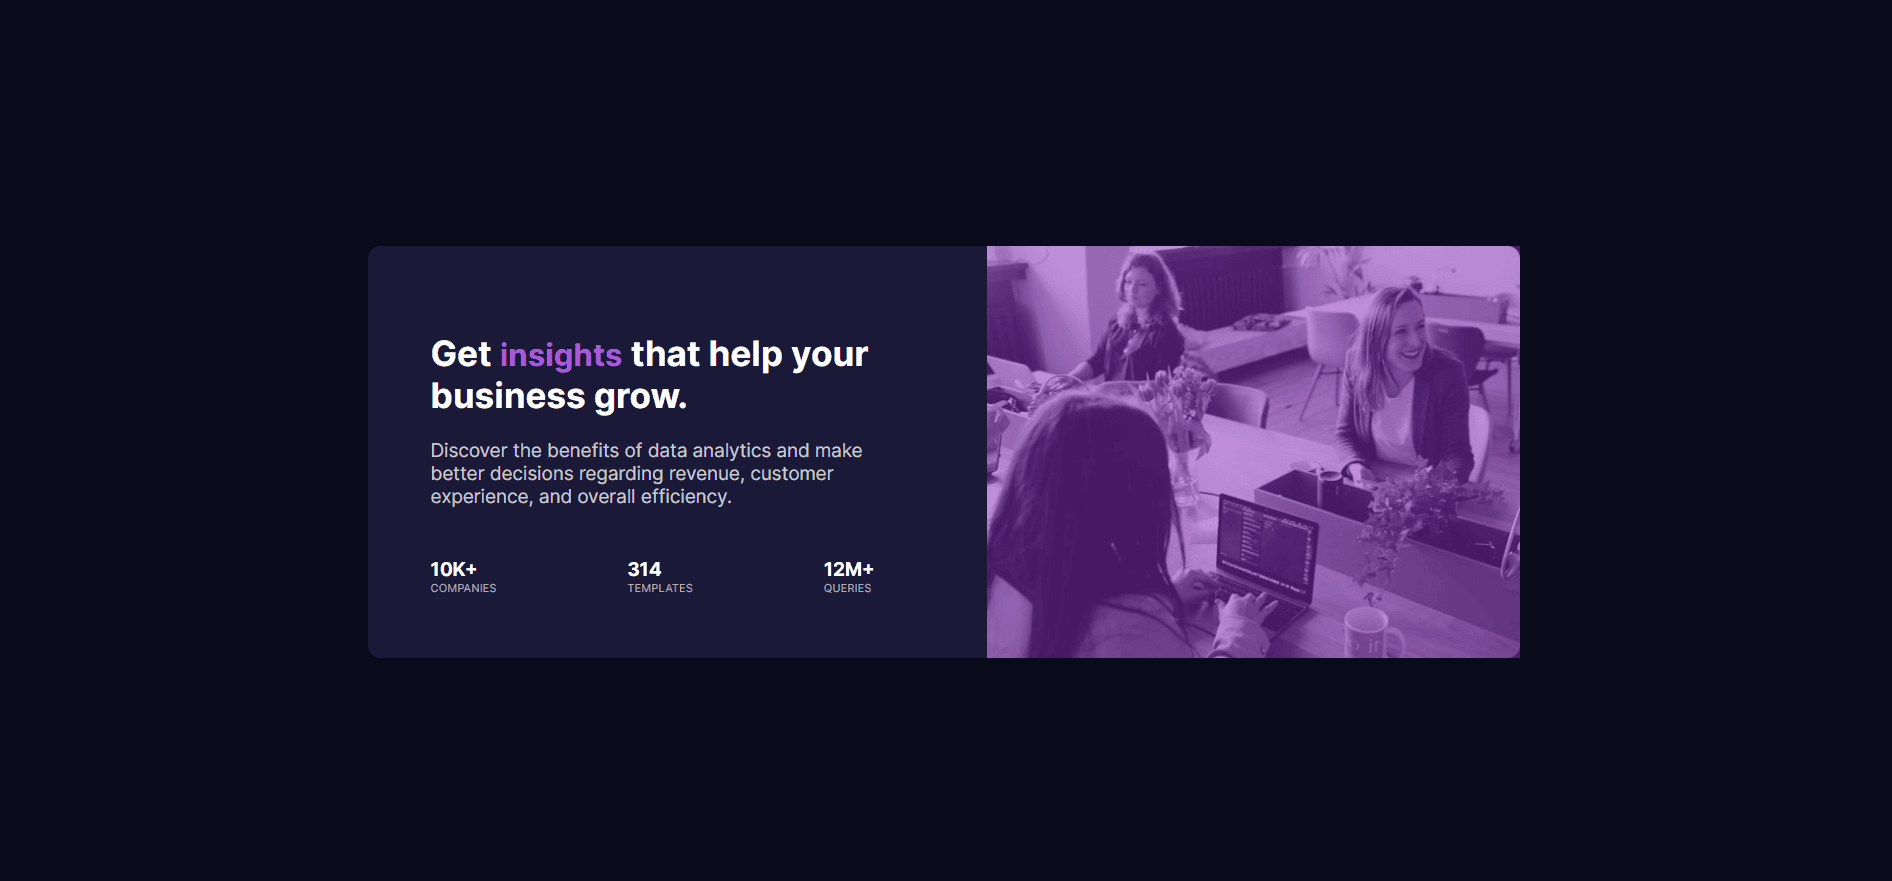 Get insights that help your
business grow.
Discover the benefits of data analytics and make
better decisions regarding revenue, customer
experience, and overall efficiency.
10K+ 314 12M+
COMPANIES TEMPLATES QUERIES